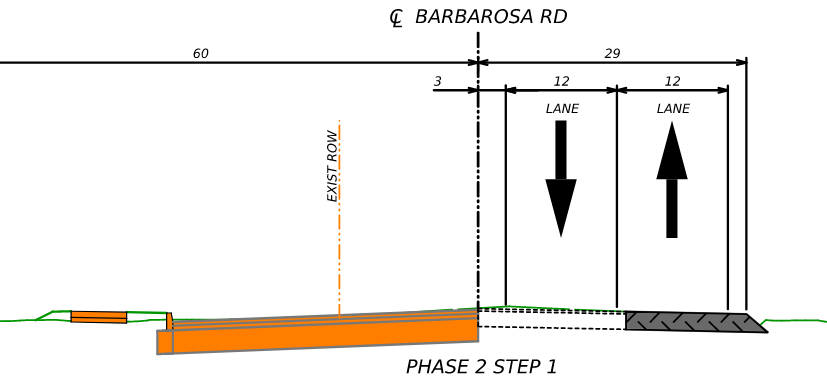 ℄ BARBAROSA RD
60
29
3
12
12
LANE
LANE
EXIST ROW
PHASE 2 STEP 1